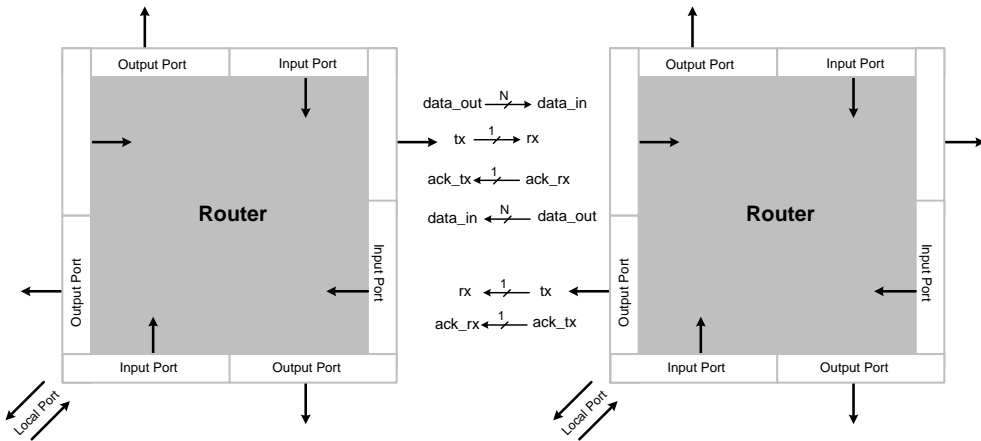 Output Port
Input Port
Router
Output Port
Input Port
Input Port
Output Port
Local Port
data_out N data_in
tx 1 rx
ack_tx 1 ack_rx
data_in N data_out
rx 1 tx
ack_rx 1 ack_tx
Output Port
Input Port
Router
Output Port
Input Port
Input Port
Output Port
Local Port